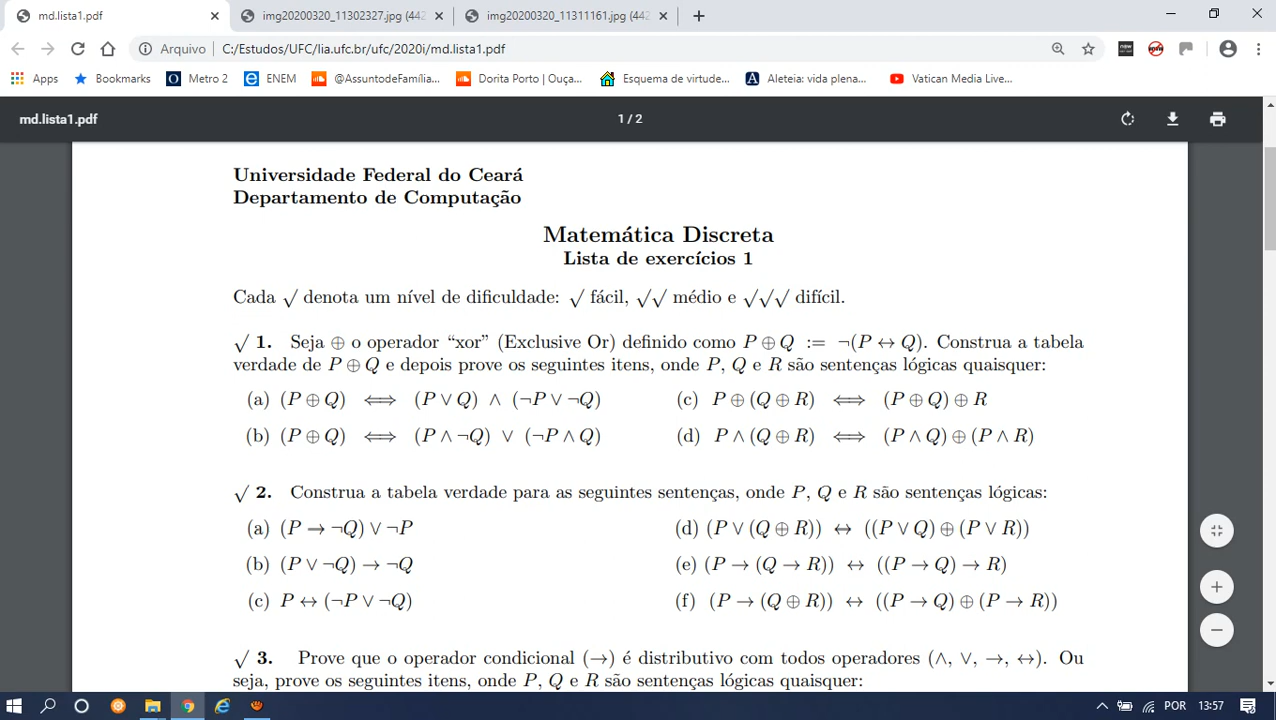 md.lista1.pdf
img20200320_11302327.jpg (442
img20200320_11311161.jpg (442
Arquivo | C:/Estudos/UFC/lia.ufc.br/ufc/2020i/md.lista1.pdf
Apps Bookmarks Metro 2 ENEM @AssuntodeFamília... Dorita Porto | Ouça... Esquema de virtude... Aleteia: vida plena... Vatican Media Live...
md.lista1.pdf 1 / 2
Universidade Federal do Ceará
Departamento de Computação
Matemática Discreta
Lista de exercícios 1
Cada √ denota um nível de dificuldade: √ fácil, √√ médio e √√√ difícil.
√ 1. Seja ⊕ o operador “xor” (Exclusive Or) definido como P ⊕ Q := ¬(P ↔ Q). Construa a tabela
verdade de P ⊕ Q e depois prove os seguintes itens, onde P, Q e R são sentenças lógicas quaisquer:
(a) (P ⊕ Q) ⟺ (P ∨ Q) ∧ (¬P ∨ ¬Q) (c) P ⊕ (Q ⊕ R) ⟺ (P ⊕ Q) ⊕ R
(b) (P ⊕ Q) ⟺ (P ∧ ¬Q) ∨ (¬P ∧ Q) (d) P ∧ (Q ⊕ R) ⟺ (P ∧ Q) ⊕ (P ∧ R)
√ 2. Construa a tabela verdade para as seguintes sentenças, onde P, Q e R são sentenças lógicas:
(a) (P → ¬Q) ∨ ¬P (d) (P ∨ (Q ⊕ R)) ↔ ((P ∨ Q) ⊕ (P ∨ R))
(b) (P ∨ ¬Q) → ¬Q (e) (P → (Q → R)) ↔ ((P → Q) → R)
(c) P ↔ (¬P ∨ ¬Q) (f) (P → (Q ⊕ R)) ↔ ((P → Q) ⊕ (P → R))
√ 3. Prove que o operador condicional (→) é distributivo com todos operadores (∧, ∨, →, ↔). Ou
seja, prove os seguintes itens, onde P, Q e R são sentenças lógicas quaisquer:
POR 13:57